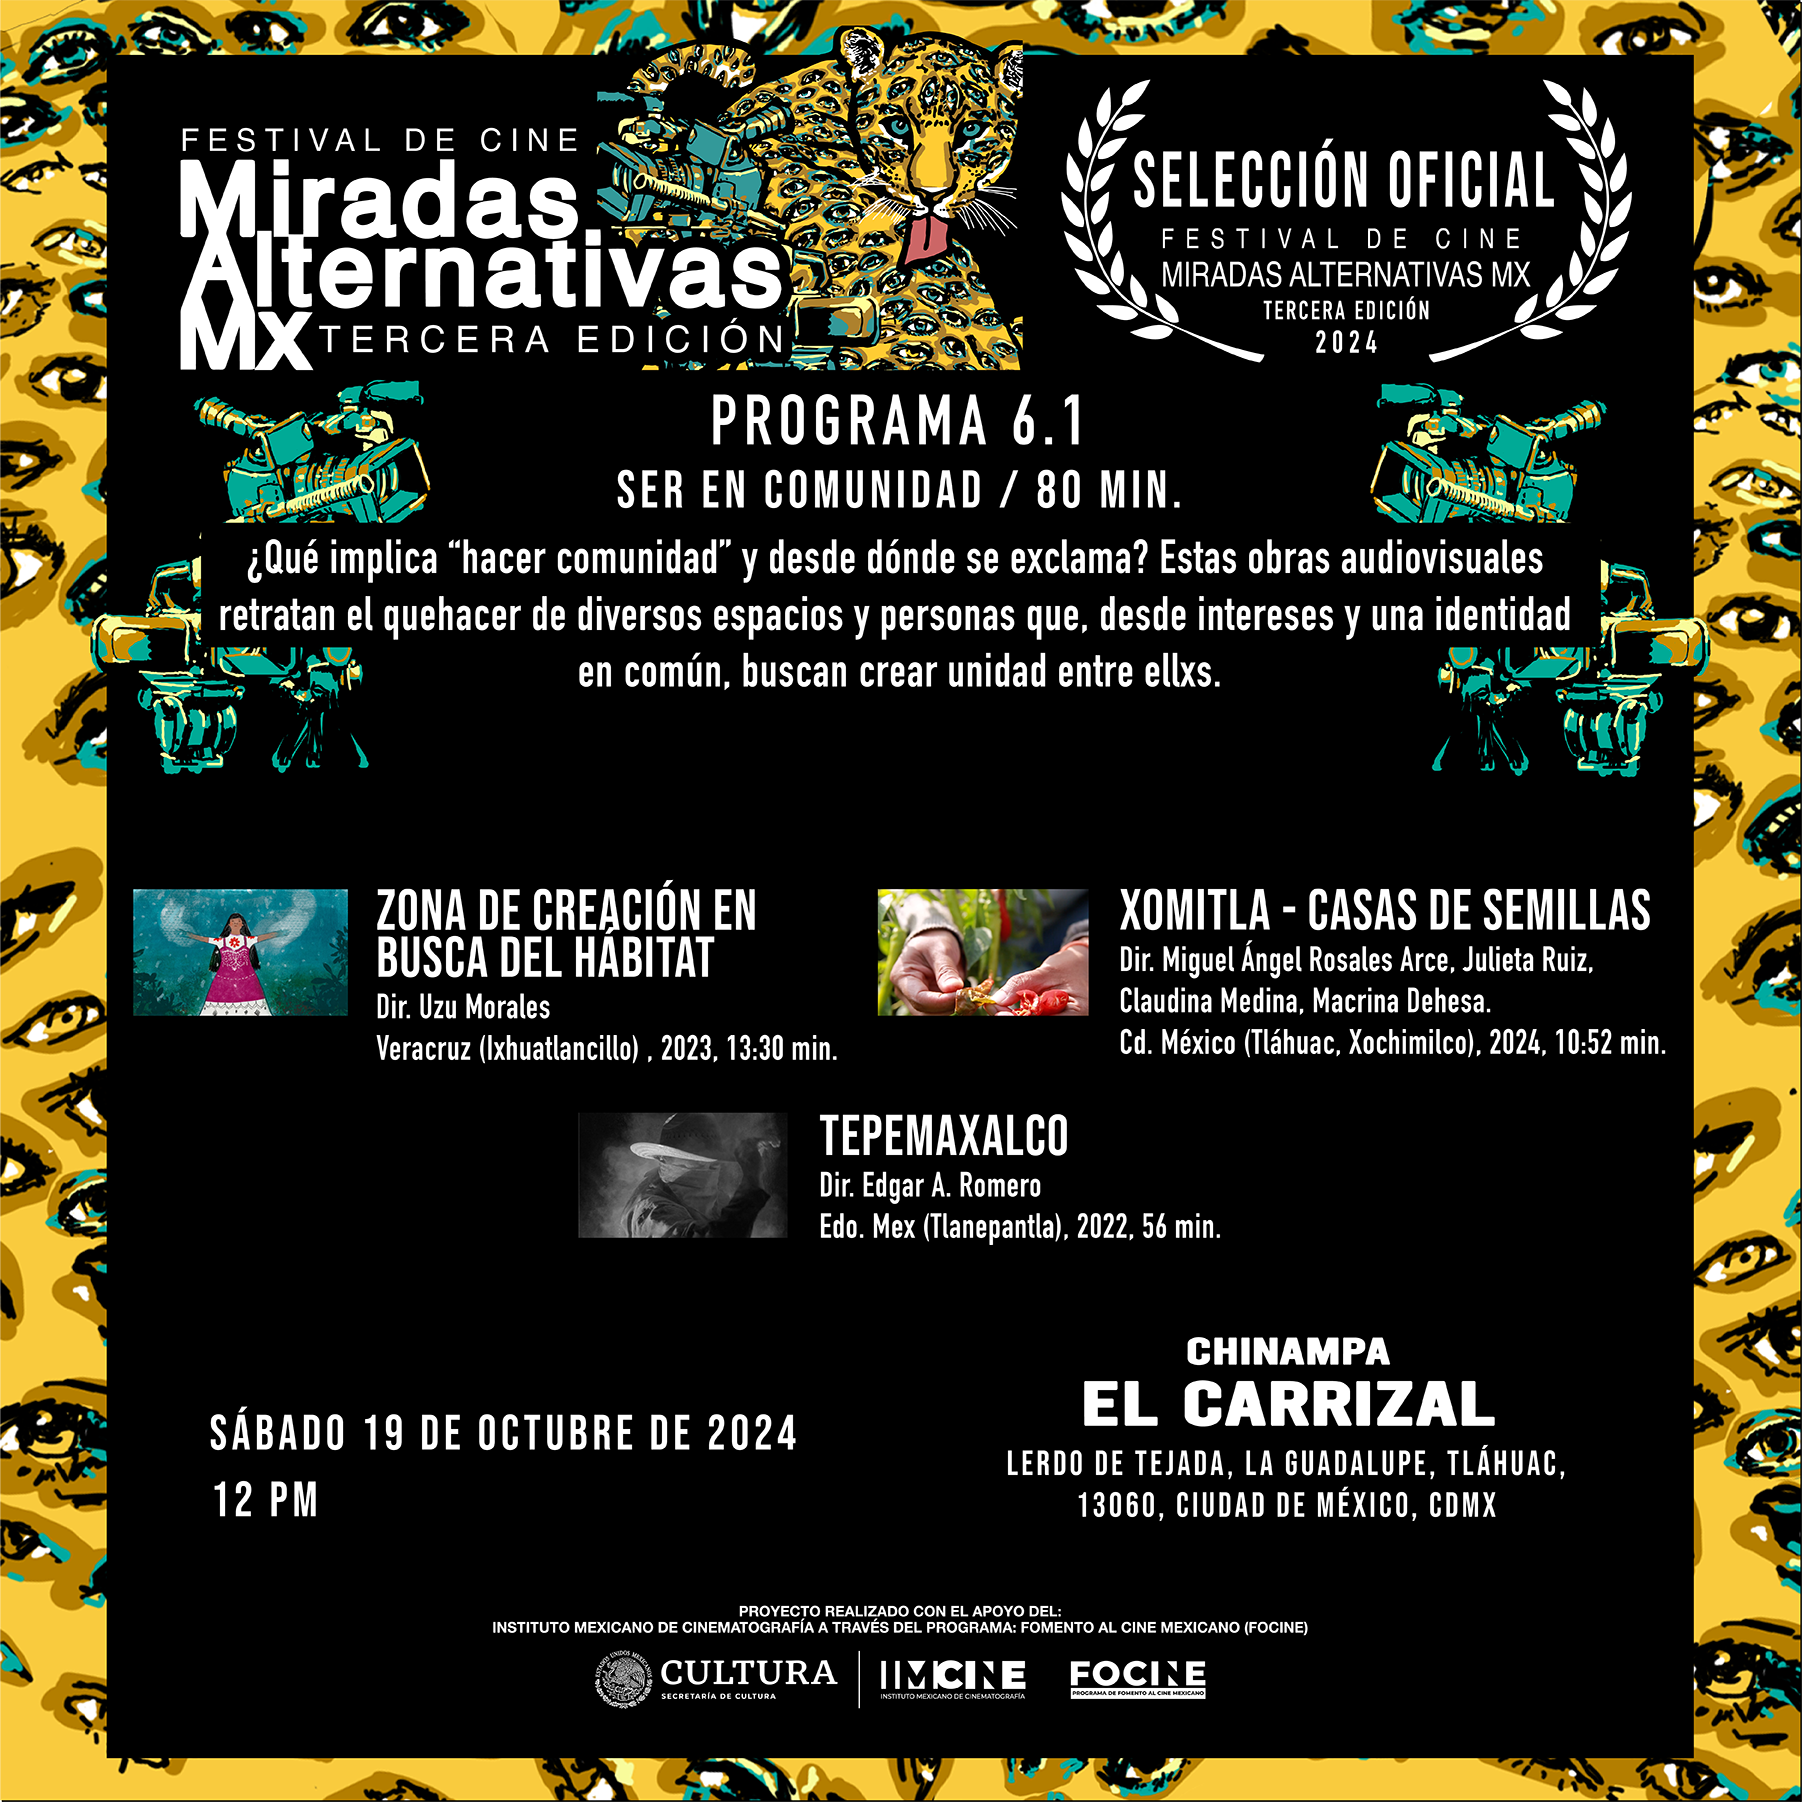 FESTIVAL DE CINE
Miradas
Alternativas
Mx TERCERA EDICIÓN
SELECCIÓN OFICIAL
FESTIVAL DE CINE
MIRADAS ALTERNATIVAS MX
TERCERA EDICIÓN
2024
PROGRAMA 6.1
SER EN COMUNIDAD / 80 MIN.
¿Qué implica “hacer comunidad” y desde dónde se exclama? Estas obras audiovisuales
retratan el quehacer de diversos espacios y personas que, desde intereses y una identidad
en común, buscan crear unidad entre ellxs.
ZONA DE CREACIÓN EN
BUSCA DEL HÁBITAT
Dir. Uzu Morales
Veracruz (Ixhuatlancillo) , 2023, 13:30 min.
XOMITLA - CASAS DE SEMILLAS
Dir. Miguel Ángel Rosales Arce, Julieta Ruiz,
Claudina Medina, Macrina Dehesa.
Cd. México (Tláhuac, Xochimilco), 2024, 10:52 min.
TEPEMAXALCO
Dir. Edgar A. Romero
Edo. Mex (Tlanepantla), 2022, 56 min.
SÁBADO 19 DE OCTUBRE DE 2024
12 PM
CHINAMPA
EL CARRIZAL
LERDO DE TEJADA, LA GUADALUPE, TLÁHUAC,
13060, CIUDAD DE MÉXICO, CDMX
PROYECTO REALIZADO CON EL APOYO DEL:
INSTITUTO MEXICANO DE CINEMATOGRAFÍA A TRAVÉS DEL PROGRAMA: FOMENTO AL CINE MEXICANO (FOCINE)
ESTADOS UNIDOS MEXICANOS
CULTURA
SECRETARÍA DE CULTURA
IMCINE
INSTITUTO MEXICANO DE CINEMATOGRAFÍA
FOCINE
PROGRAMA DE FOMENTO AL CINE MEXICANO